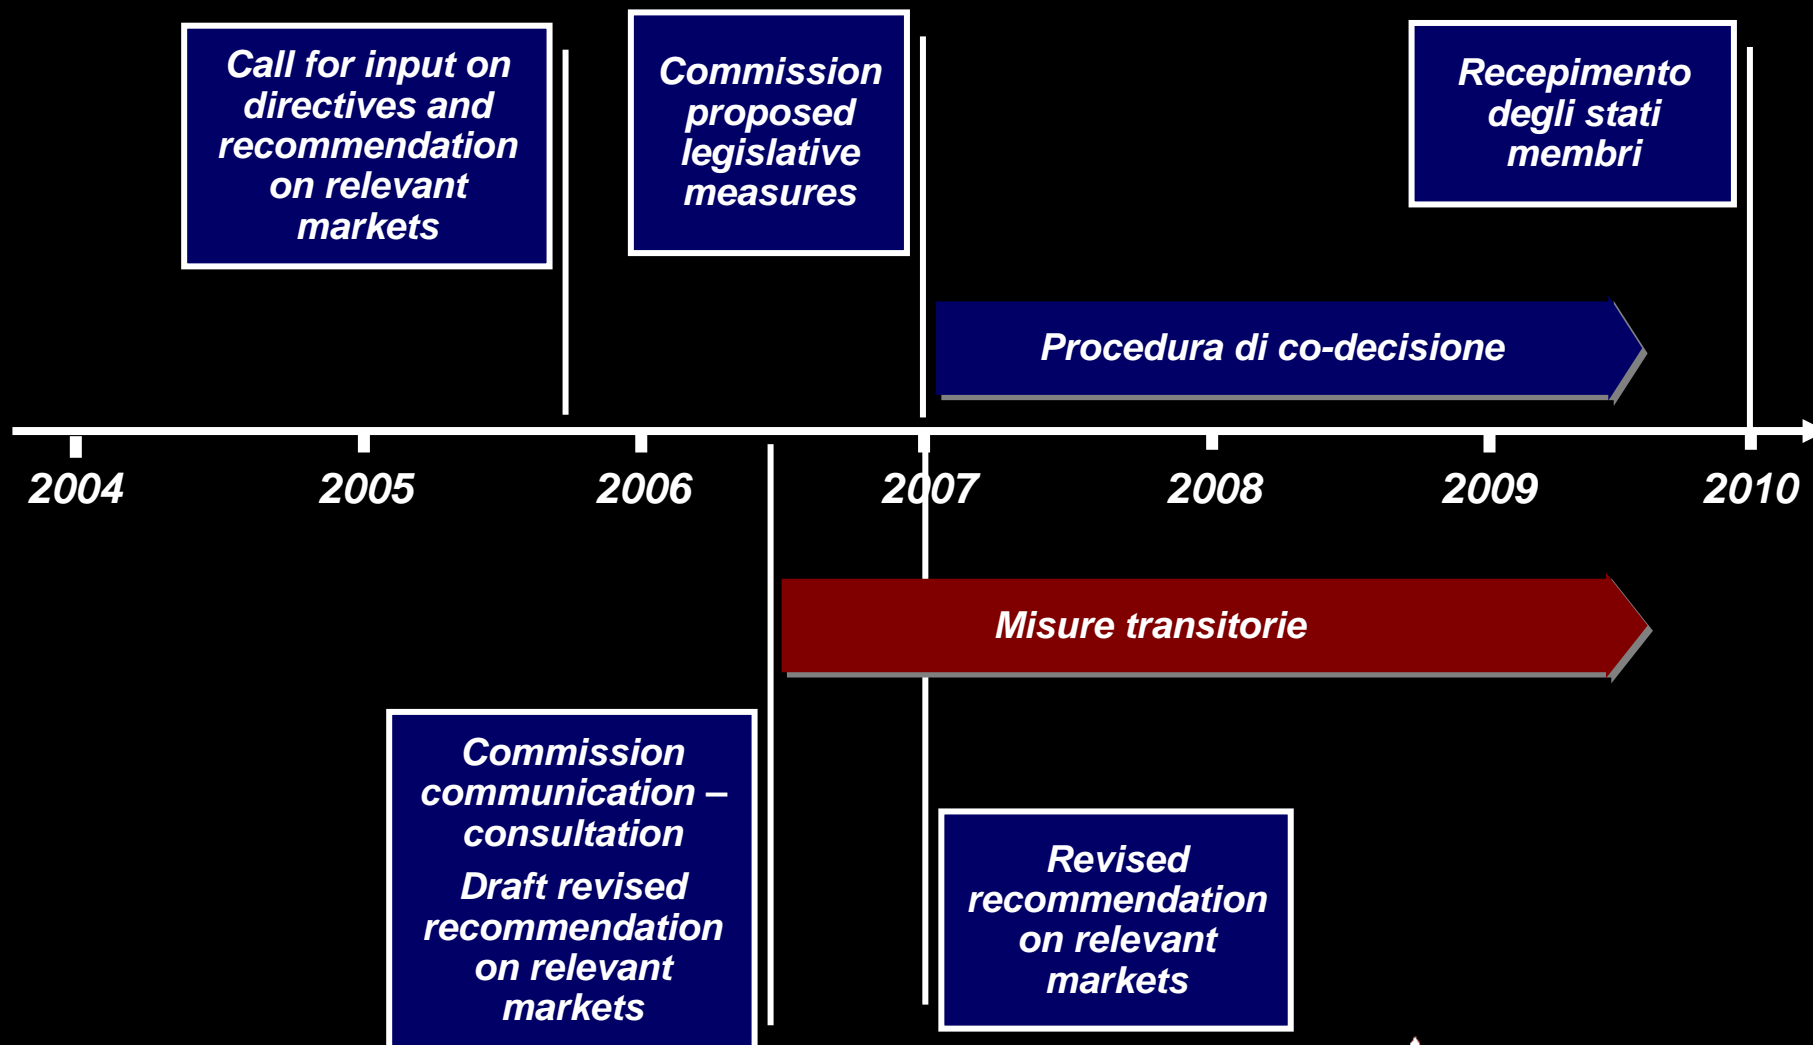 Call for input on
directives and
recommendation
on relevant
markets
Commission
proposed
legislative
measures
Recepimento
degli stati
membri
Procedura di co-decisione
2004
2005
2006
2007
2008
2009
2010
Misure transitorie
Commission
communication –
consultation
Draft revised
recommendation
on relevant
markets
Revised
recommendation
on relevant
markets